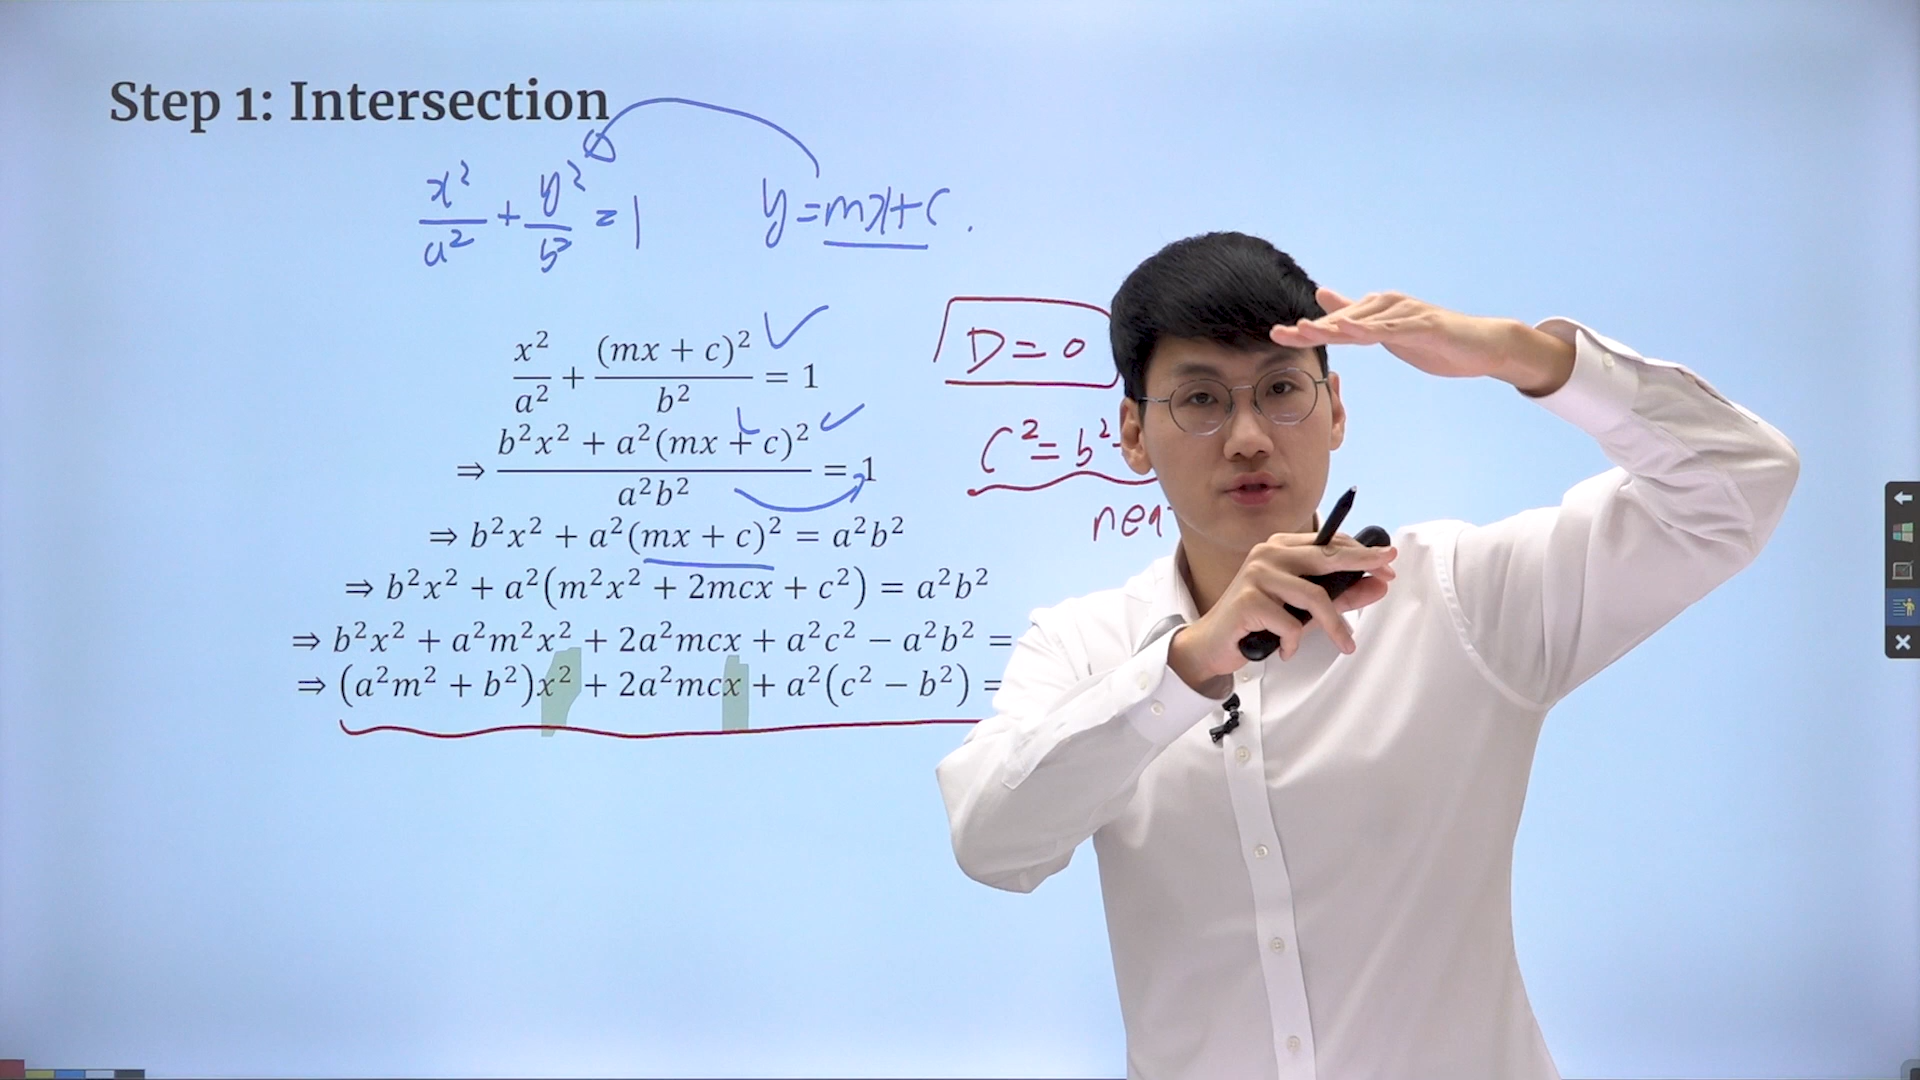 Step 1: Intersection
x²/a² + y²/b² = 1 y = mx + c.
x²/a² + (mx + c)²/b² = 1
D = 0
⇒ (b²x² + a²(mx + c)²)/(a²b²) = 1
c² = b²
⇒ b²x² + a²(mx + c)² = a²b²
⇒ b²x² + a²(m²x² + 2mcx + c²) = a²b²
⇒ b²x² + a²m²x² + 2a²mcx + a²c² − a²b² =
⇒ (a²m² + b²)x² + 2a²mcx + a²(c² − b²) =